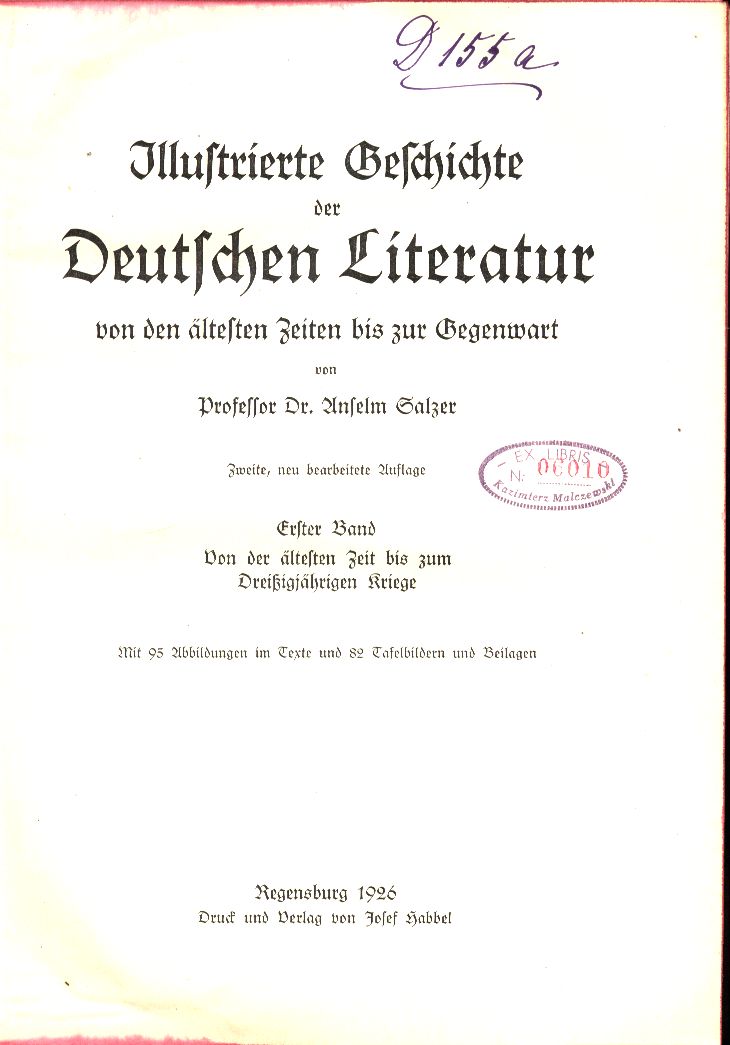 D 155 a
Illustrierte Geschichte
der
Deutschen Literatur
von den ältesten Zeiten bis zur Gegenwart
von
Professor Dr. Anselm Salzer
Zweite, neu bearbeitete Auflage
EX LIBRIS
N: 00010
Kazimierz Malczewski
Erster Band
Von der ältesten Zeit bis zum
Dreißigjährigen Kriege
Mit 95 Abbildungen im Texte und 82 Tafelbildern und Beilagen
Regensburg 1926
Druck und Verlag von Josef Habbel